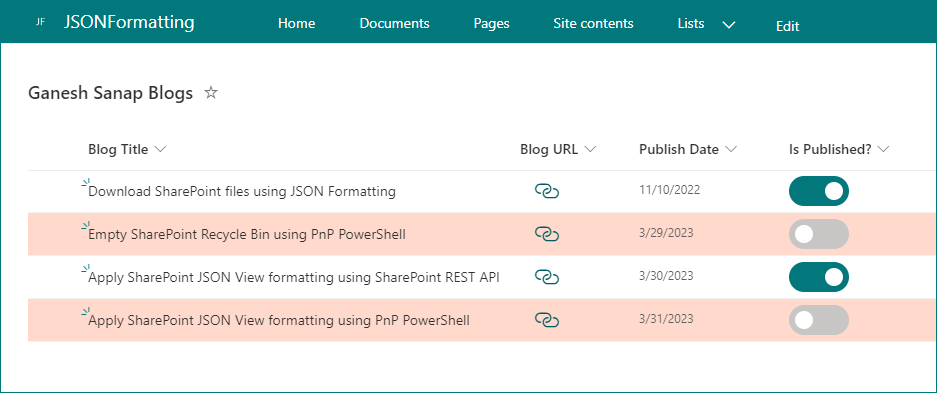 JF JSONFormatting Home Documents Pages Site contents Lists Edit
Ganesh Sanap Blogs
Blog Title Blog URL Publish Date Is Published?
Download SharePoint files using JSON Formatting 11/10/2022
Empty SharePoint Recycle Bin using PnP PowerShell 3/29/2023
Apply SharePoint JSON View formatting using SharePoint REST API 3/30/2023
Apply SharePoint JSON View formatting using PnP PowerShell 3/31/2023